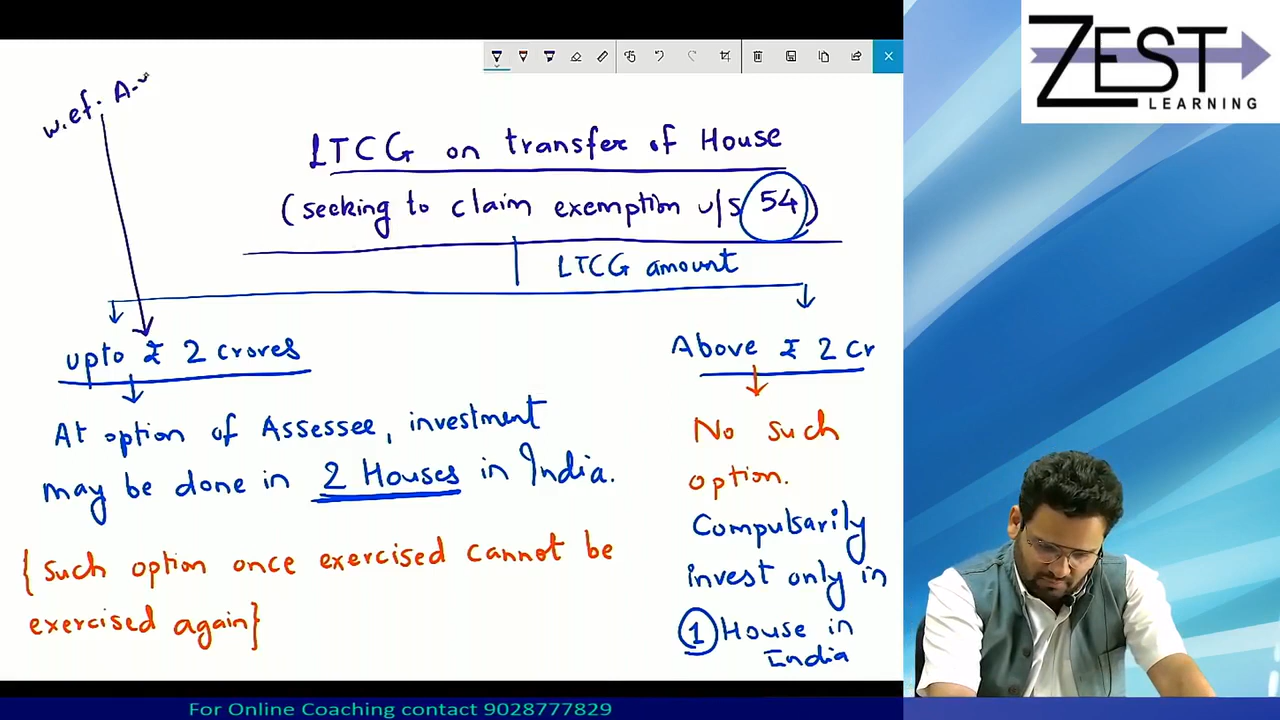 ZEST
LEARNING
w.ef. A-Y
LTCG on transfer of House
(seeking to claim exemption u/s 54)
LTCG amount
upto ₹ 2 crores
At option of Assessee, investment
may be done in 2 Houses in India.
{such option once exercised cannot be
exercised again}
Above ₹ 2 Cr
No such
option.
Compulsarily
invest only in
1 House in
India
For Online Coaching contact 9028777829